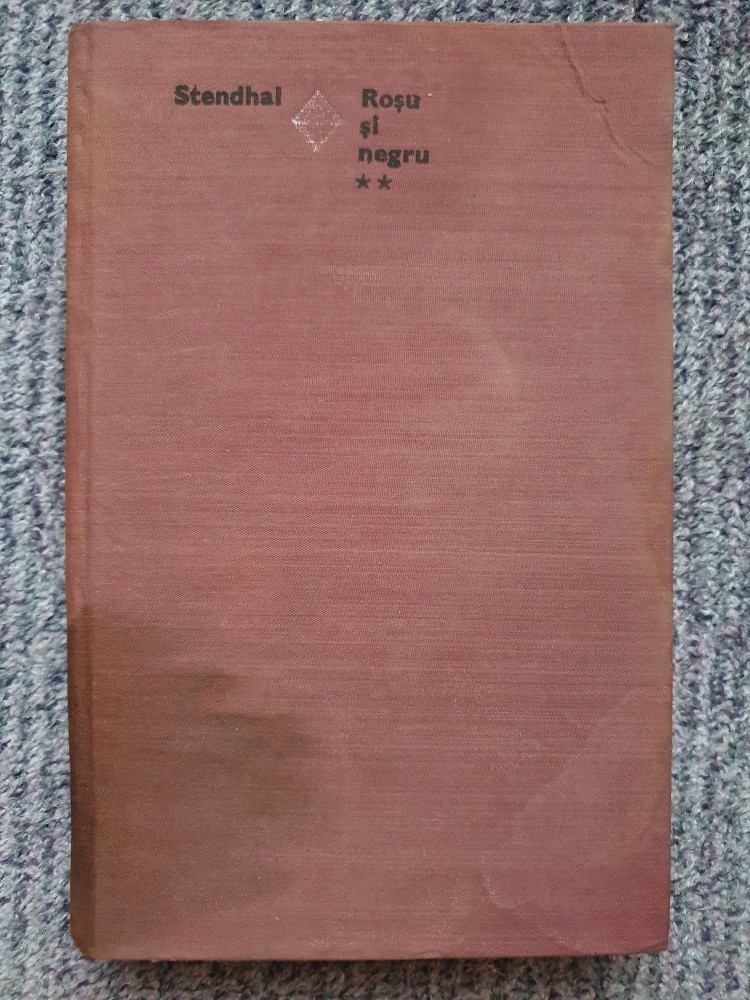 Stendhal
Roșu
și
negru
**